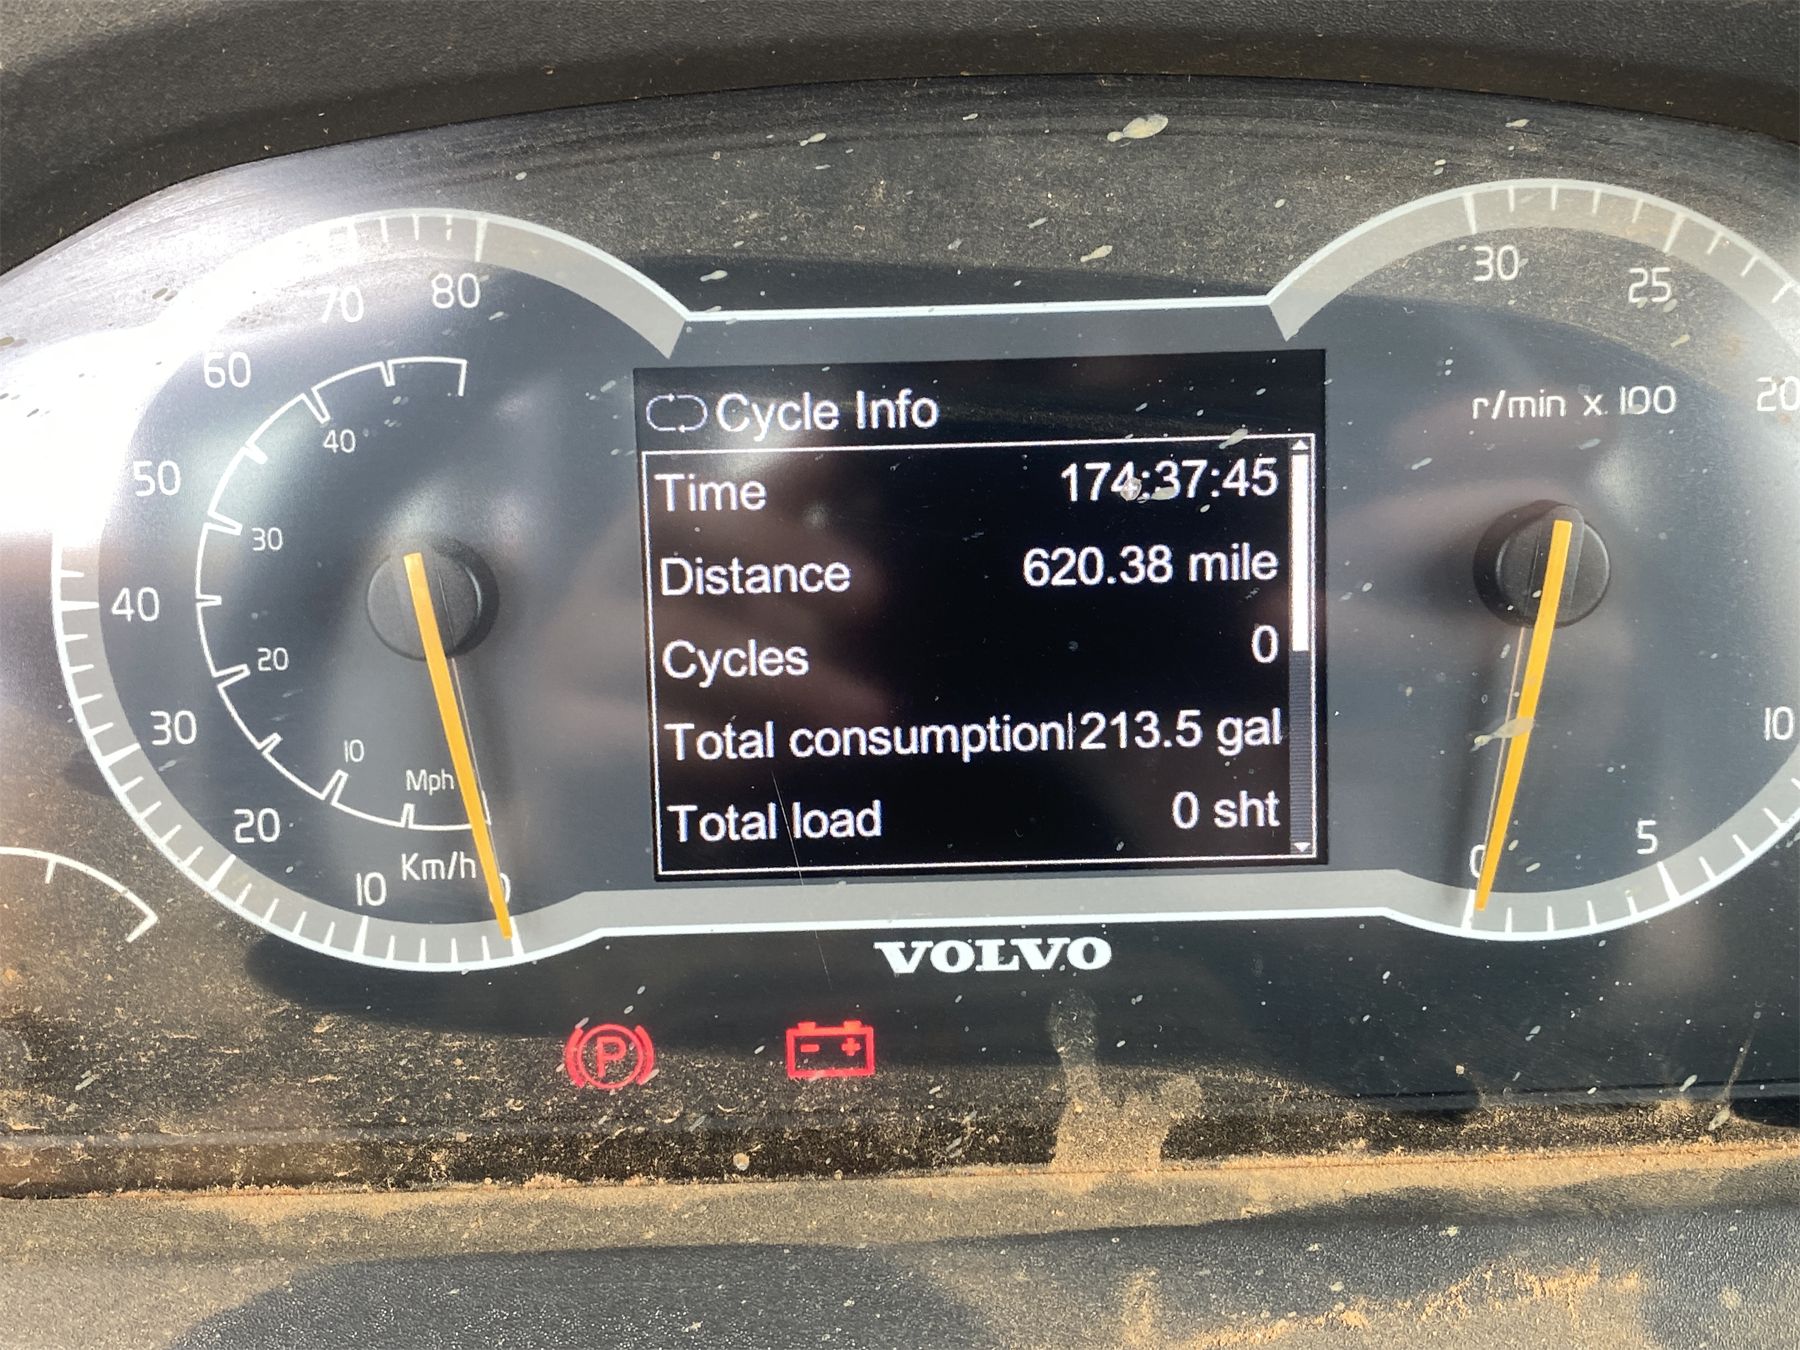 80
70
60
50
40
30
20
10
0
40
30
20
10
Mph
Km/h
Cycle Info
Time 174:37:45
Distance 620.38 mile
Cycles 0
Total consumption 1213.5 gal
Total load 0 sht
30
25
20
r/min x 100
10
5
0
VOLVO
P